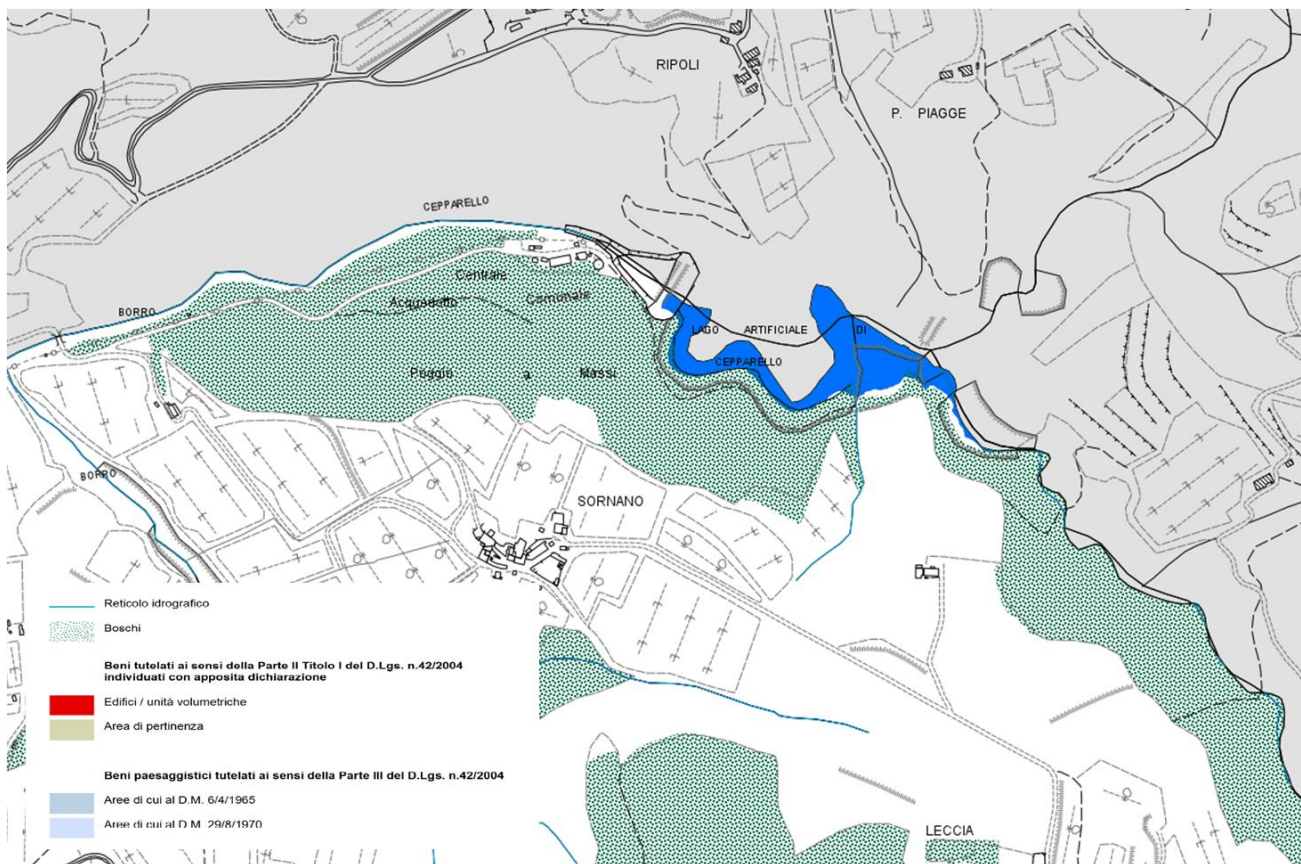 RIPOLI
P. PIAGGE
CEPPARELLO
Centrale
Acquedotto Comunale
BORRO
LAGO ARTIFICIALE DI
CEPPARELLO
Poggio a Massi
BORRO
SORNANO
LECCIA
Reticolo idrografico
Boschi
Beni tutelati ai sensi della Parte II Titolo I del D.Lgs. n.42/2004
individuati con apposita dichiarazione
Edifici / unità volumetriche
Area di pertinenza
Beni paesaggistici tutelati ai sensi della Parte III del D.Lgs. n.42/2004
Aree di cui al D.M. 6/4/1965
Aree di cui al D.M. 29/8/1970